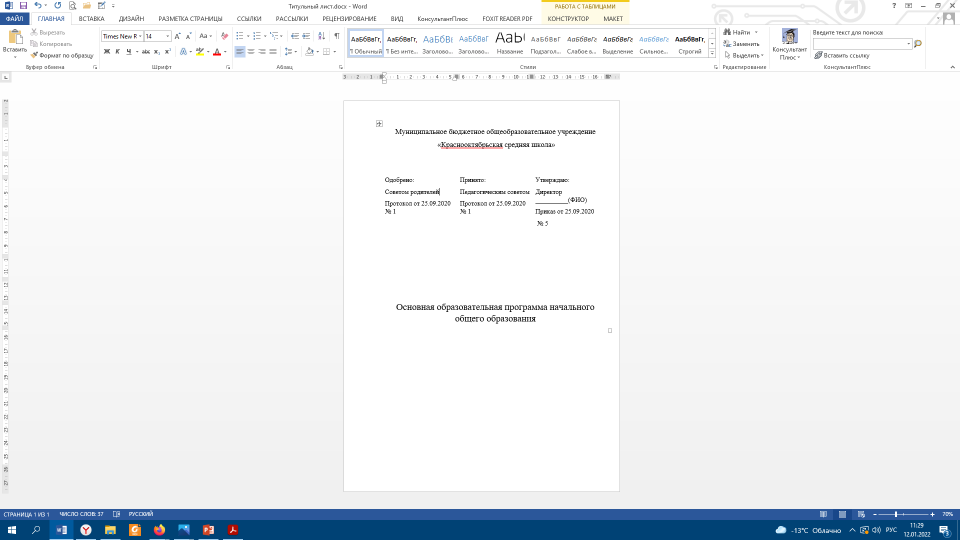 Титульный лист.docx - Word
РАБОТА С ТАБЛИЦАМИ
ФАЙЛ ГЛАВНАЯ ВСТАВКА ДИЗАЙН РАЗМЕТКА СТРАНИЦЫ ССЫЛКИ РАССЫЛКИ РЕЦЕНЗИРОВАНИЕ ВИД КонсультантПлюс FOXIT READER PDF КОНСТРУКТОР МАКЕТ
Вставить
Вырезать
Копировать
Формат по образцу
Буфер обмена
Times New R 14
Шрифт
Абзац
АаБбВвГг, АаБбВвГг, АаБбВі АаБбВвГ АаБ АаБбВвГ АаБбВвГг АаБбВвГг АаБбВвГг АаБбВвГг,
¶ Обычный ¶ Без инте... Заголово... Заголово... Название Подзагол... Слабое в... Выделение Сильное... Строгий
Стили
Найти
Заменить
Выделить
Редактирование
Консультант Плюс
Введите текст для поиска:
Вставить ссылку
КонсультантПлюс
Муниципальное бюджетное общеобразовательное учреждение
«Краснооктябрьская средняя школа»
Одобрено: Принято: Утверждаю:
Советом родителей Педагогическим советом Директор
__________(ФИО)
Протокол от 25.09.2020 Протокол от 25.09.2020
№ 1 № 1 Приказ от 25.09.2020
№ 5
Основная образовательная программа начального
общего образования
СТРАНИЦА 1 ИЗ 1 ЧИСЛО СЛОВ: 37 РУССКИЙ 70%
-13°C Облачно РУС 11:29
12.01.2022